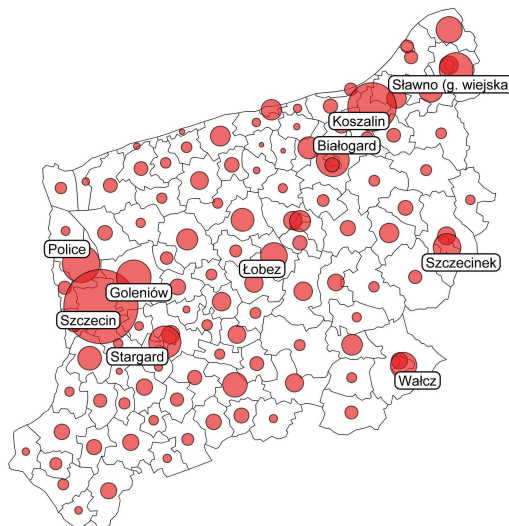 Sławno (g. wiejska
Koszalin
Białogard
Police
Szczecinek
Łobez
Goleniów
Szczecin
Stargard
Wałcz